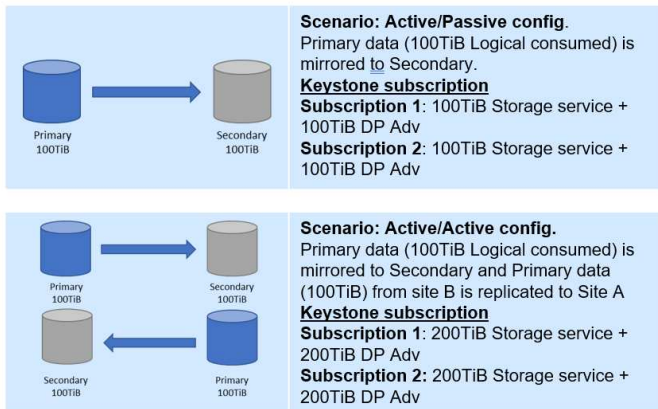 Primary
100TiB
Secondary
100TiB
Scenario: Active/Passive config.
Primary data (100TiB Logical consumed) is
mirrored to Secondary.
Keystone subscription
Subscription 1: 100TiB Storage service +
100TiB DP Adv
Subscription 2: 100TiB Storage service +
100TiB DP Adv
Primary
100TiB
Secondary
100TiB
Secondary
100TiB
Primary
100TiB
Scenario: Active/Active config.
Primary data (100TiB Logical consumed) is
mirrored to Secondary and Primary data
(100TiB) from site B is replicated to Site A
Keystone subscription
Subscription 1: 200TiB Storage service +
200TiB DP Adv
Subscription 2: 200TiB Storage service +
200TiB DP Adv